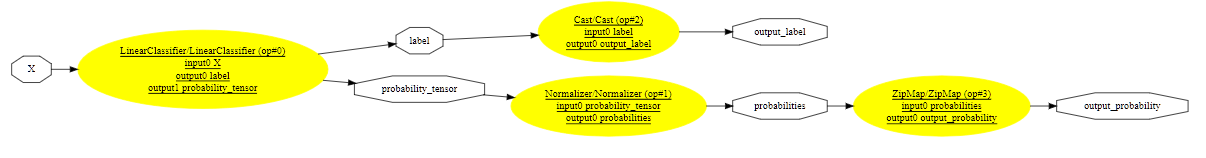 X
LinearClassifier/LinearClassifier (op#0)
input0 X
output0 label
output1 probability_tensor
label
probability_tensor
Cast/Cast (op#2)
input0 label
output0 output_label
output_label
Normalizer/Normalizer (op#1)
input0 probability_tensor
output0 probabilities
probabilities
ZipMap/ZipMap (op#3)
input0 probabilities
output0 output_probability
output_probability